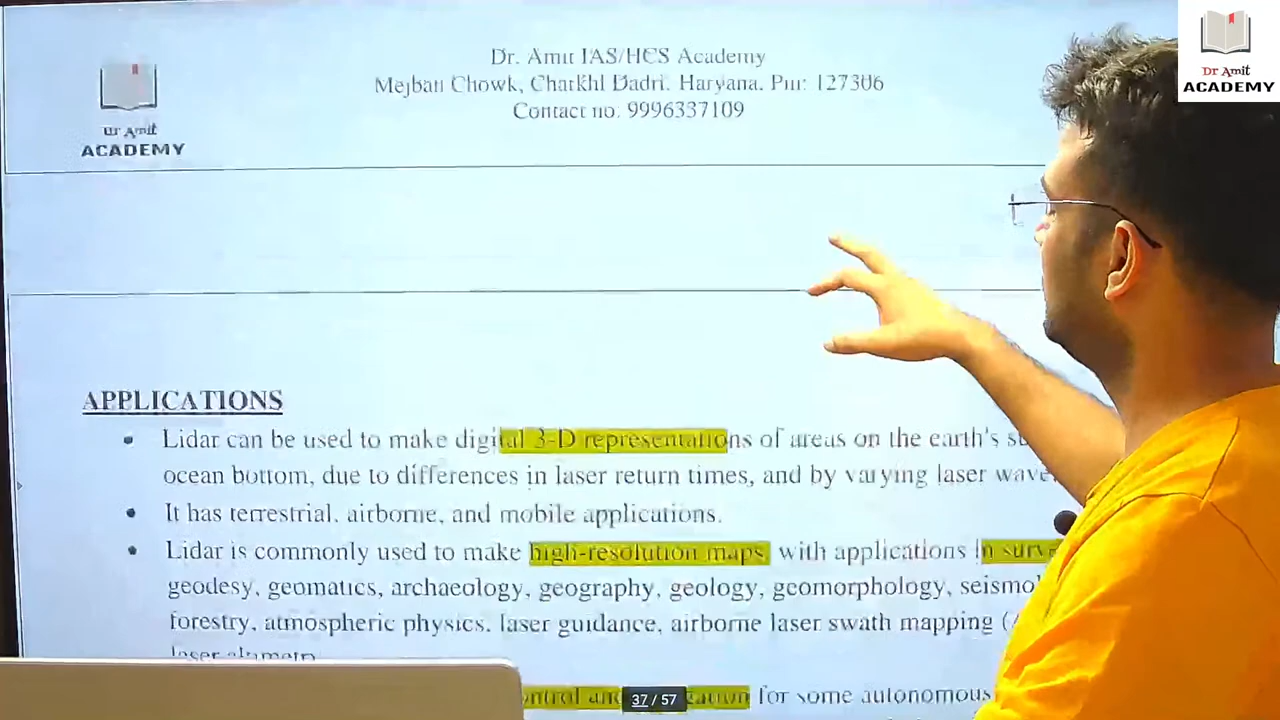 Dr Amit
ACADEMY
Dr. Amit IAS/HCS Academy
Mejban Chowk, Charkhi Dadri, Haryana, Pin: 127306
Contact no: 9996337109
Dr Amit
ACADEMY
APPLICATIONS
• Lidar can be used to make digital 3-D representations of areas on the earth's
ocean bottom, due to differences in laser return times, and by varying laser
• It has terrestrial, airborne, and mobile applications.
• Lidar is commonly used to make high-resolution maps with applications in
geodesy, geomatics, archaeology, geography, geology, geomorphology,
forestry, atmospheric physics, laser guidance, airborne laser swath mapping
laser
and
37 / 57
for some autonomous